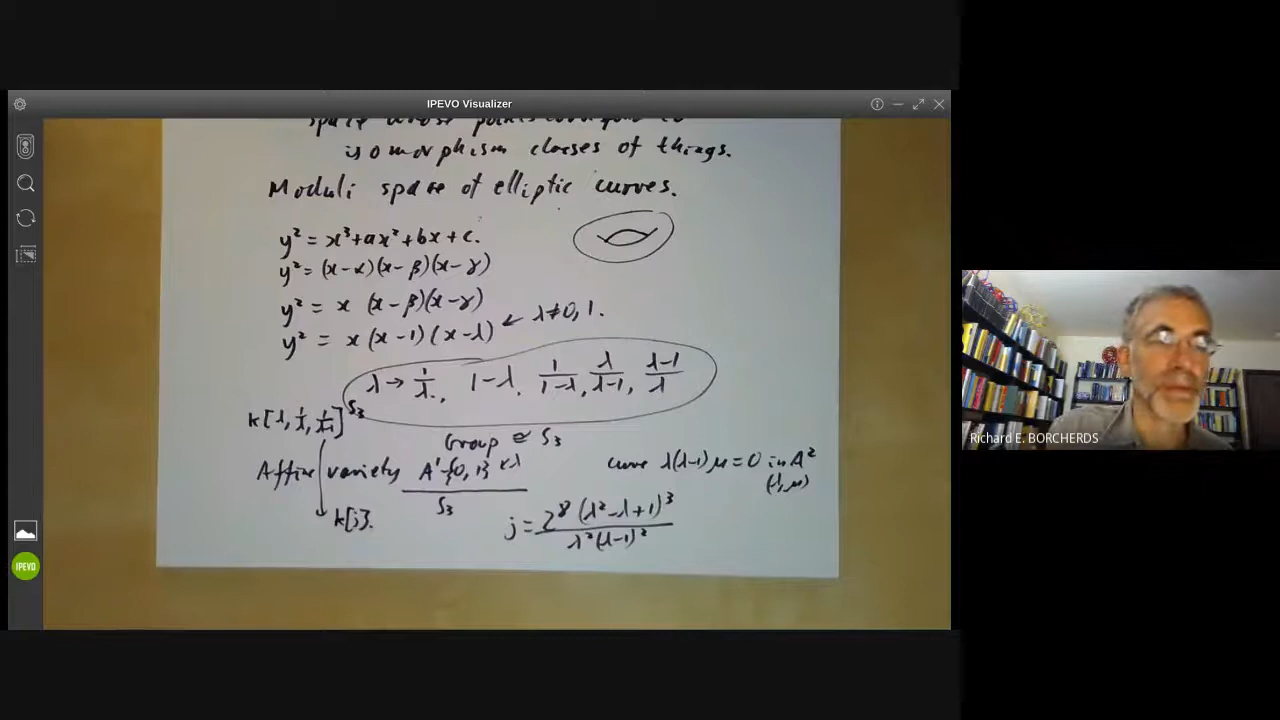 IPEVO Visualizer
isomorphism classes of things.
Moduli space of elliptic curves.
y² = x³+ax²+bx+c.
y² = (x-α)(x-β)(x-γ)
y² = x (x-β)(x-γ)
y² = x(x-1)(x-λ) ← λ≠0,1.
λ → 1/λ, 1-λ, 1/(1-λ), λ/(λ-1), (λ-1)/λ
k[λ, 1/λ, 1/(λ-1)]^S₃
Group ≅ S₃
Affine variety (A¹-{0,1})/S₃
curve λ(λ-1)μ=0 in A²
(λ,μ)
k[j].
j = 2⁸(λ²-λ+1)³/(λ²(λ-1)²)
Richard E. BORCHERDS
IPEVO